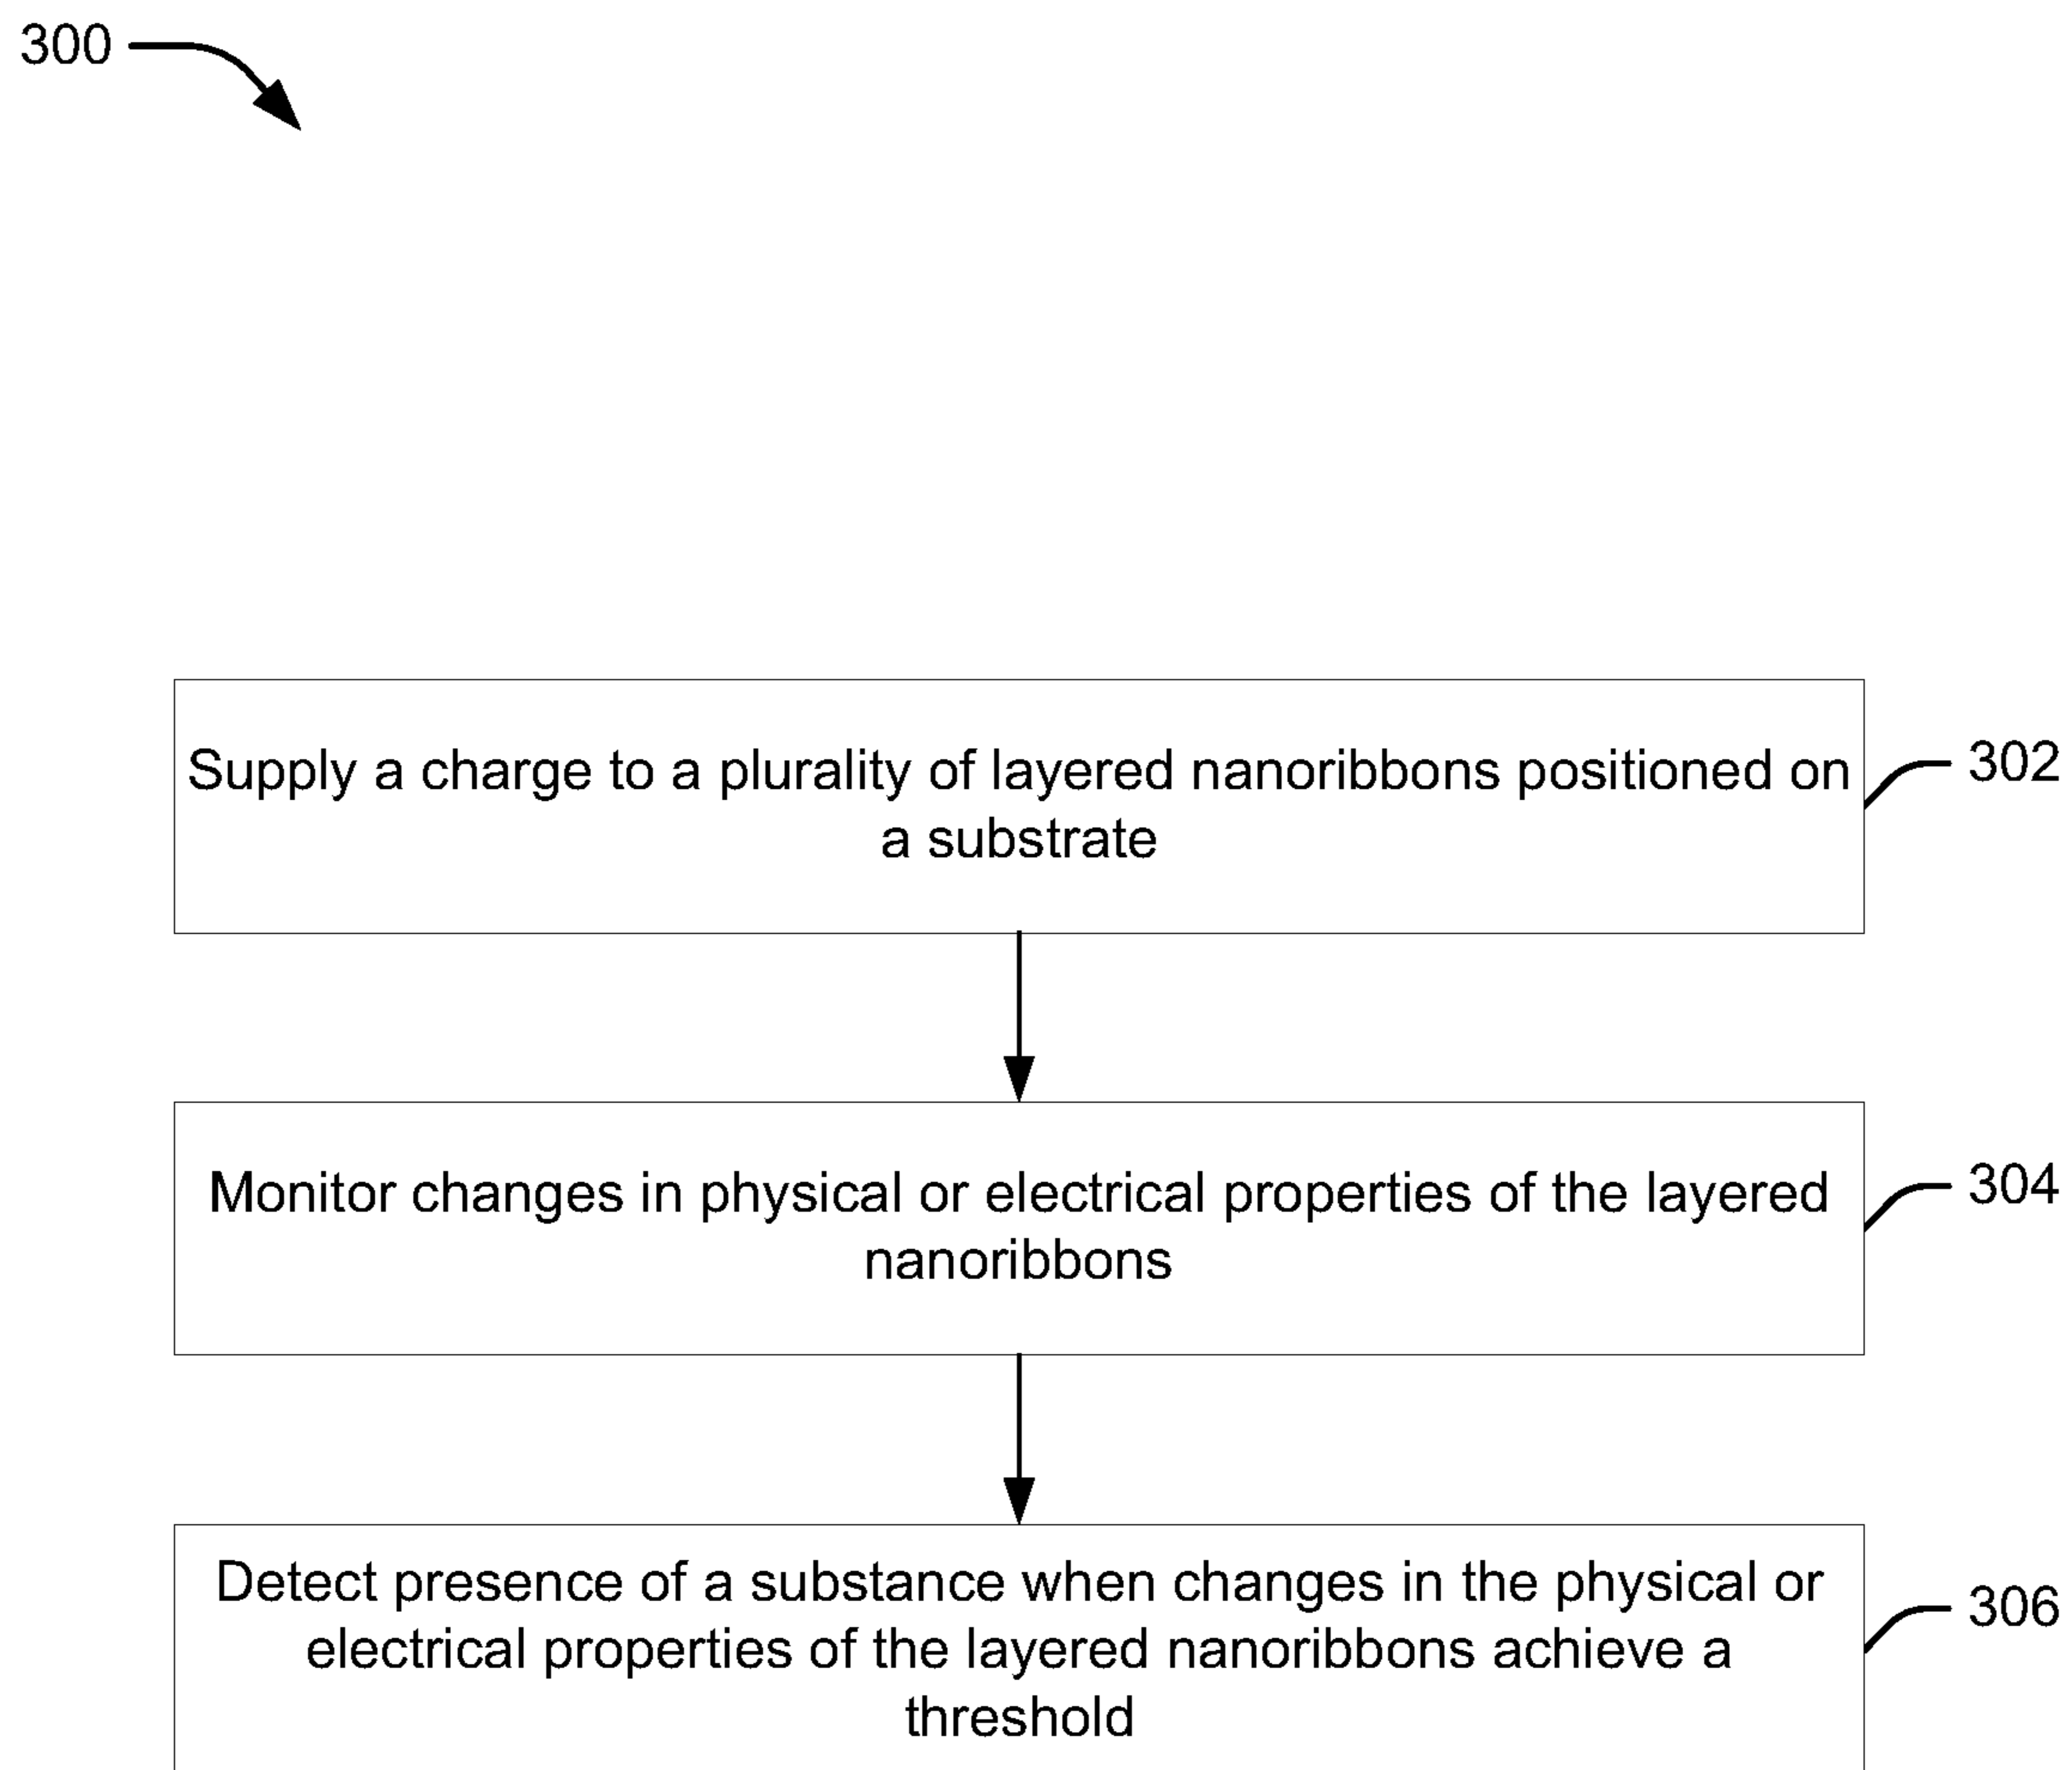 300
Supply a charge to a plurality of layered nanoribbons positioned on
a substrate
302
Monitor changes in physical or electrical properties of the layered
nanoribbons
304
Detect presence of a substance when changes in the physical or
electrical properties of the layered nanoribbons achieve a
threshold
306